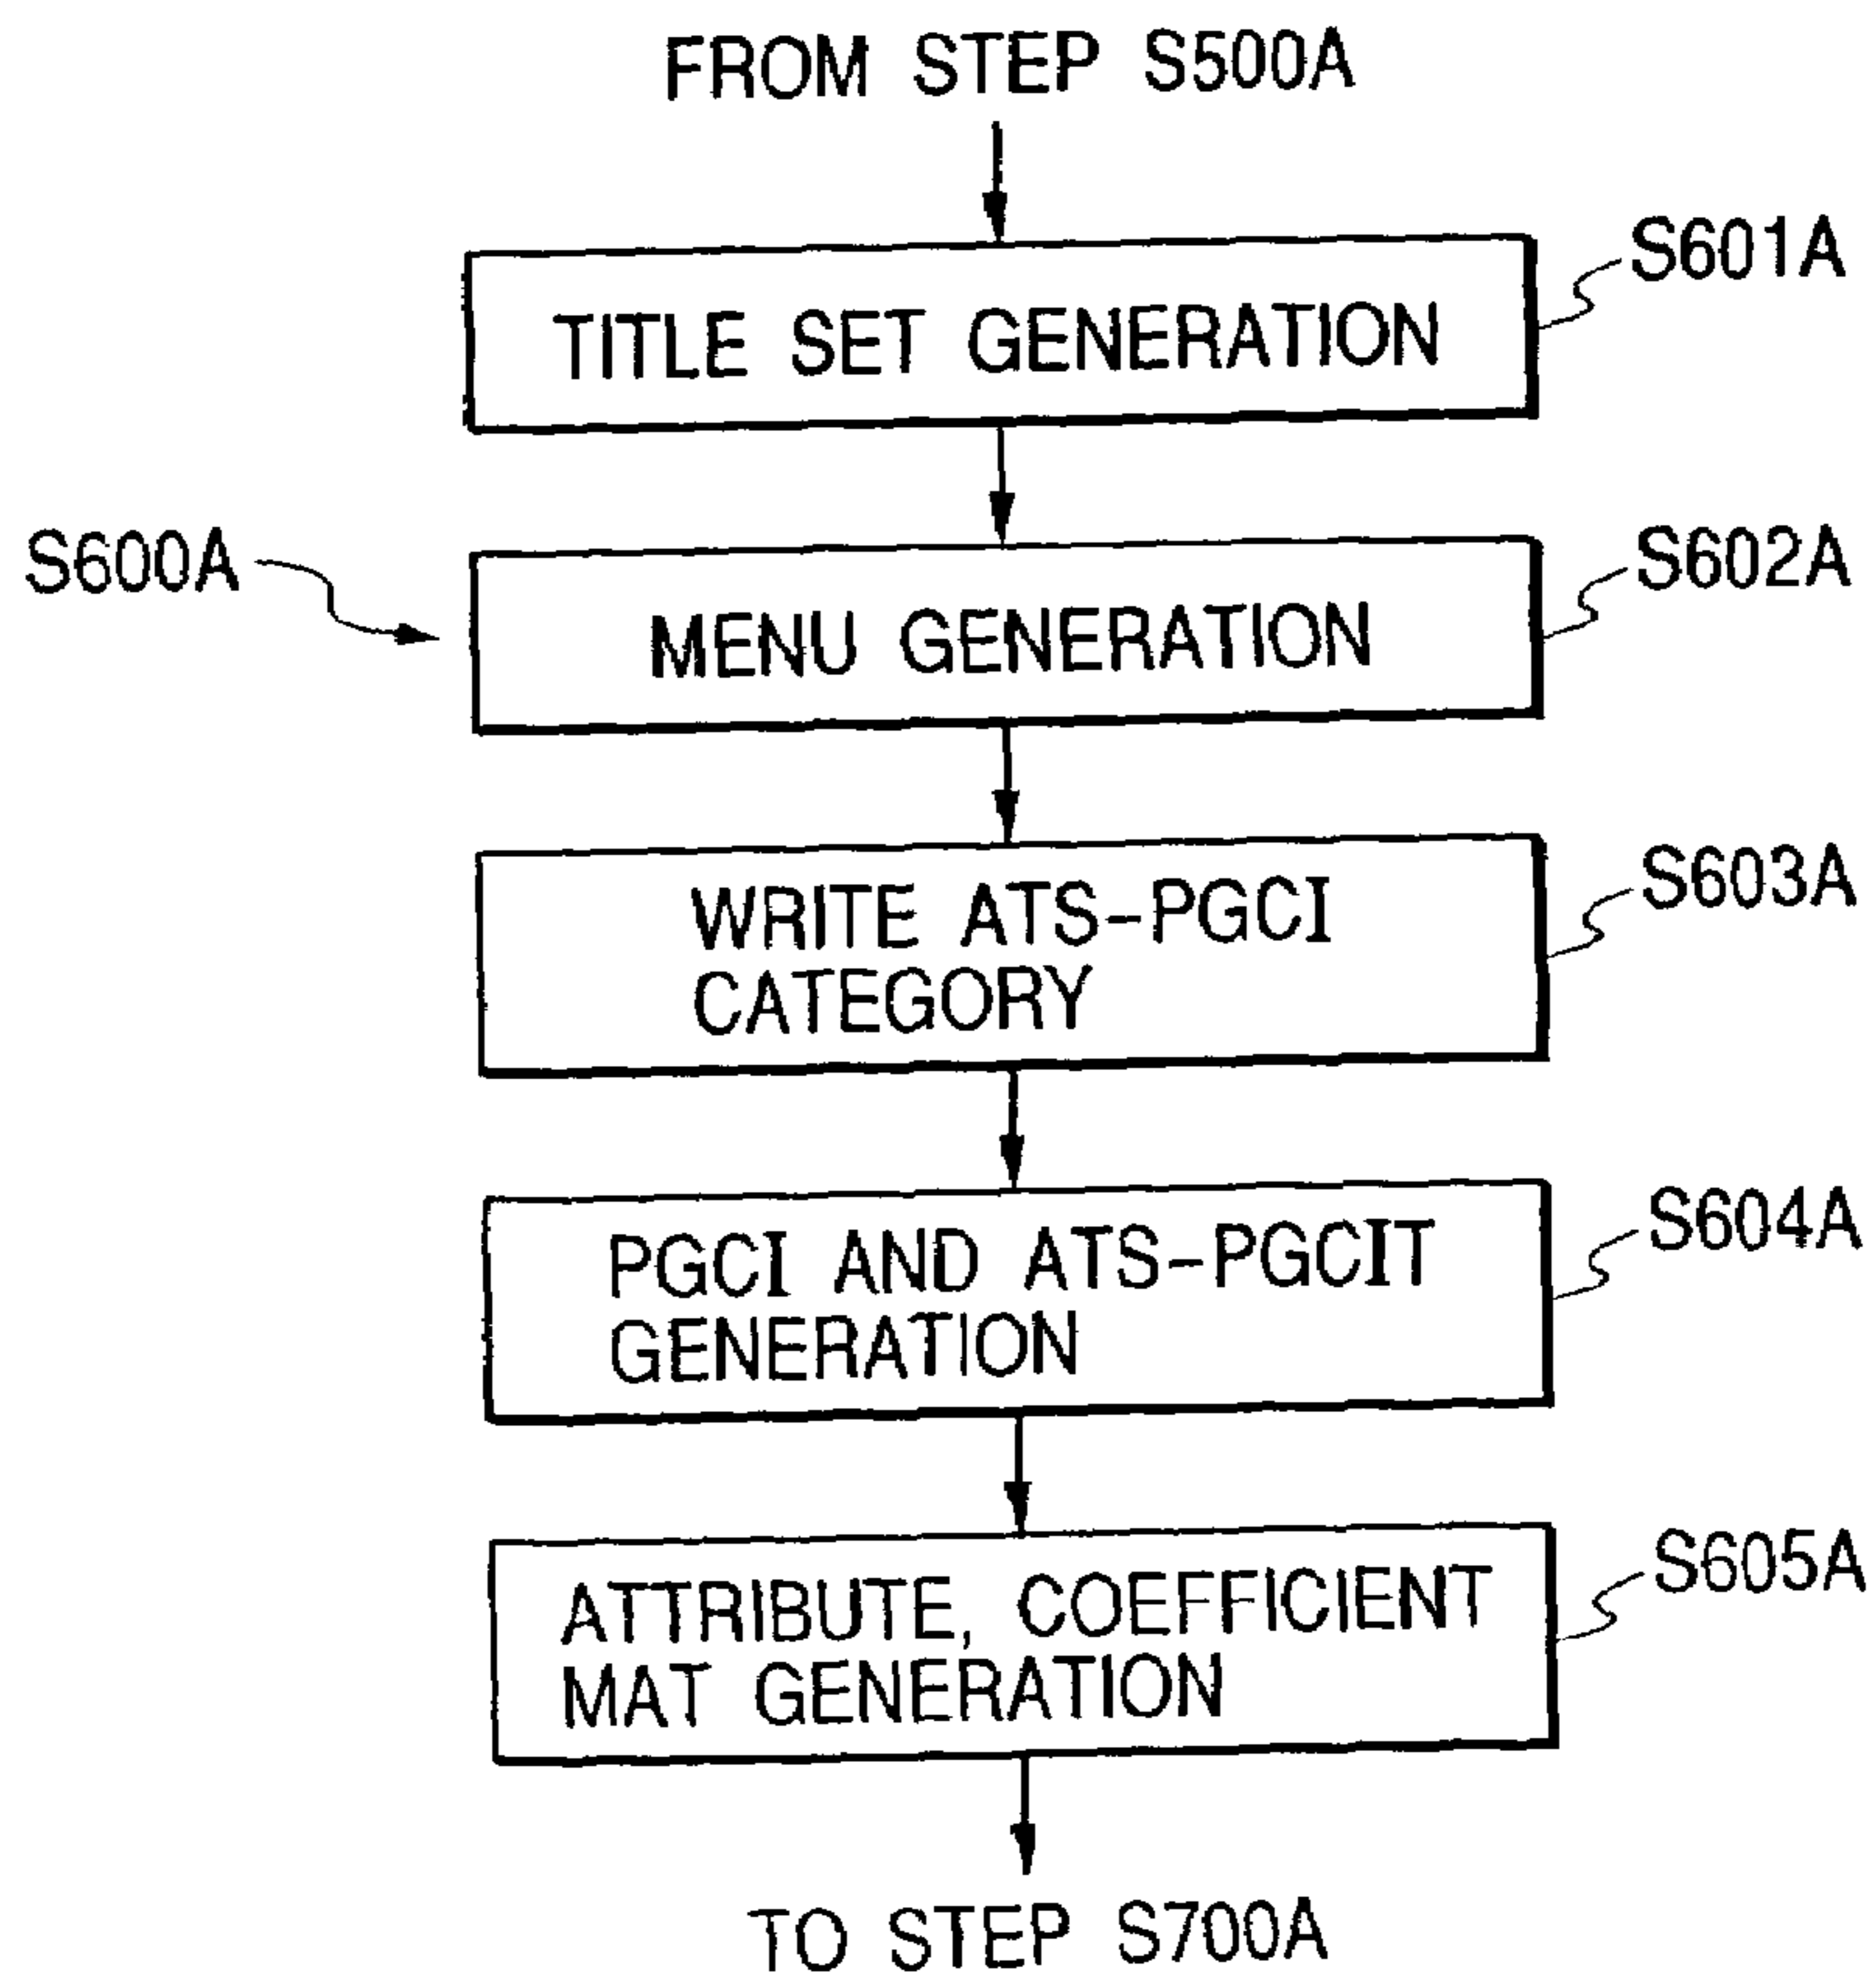 FROM STEP S500A
S601A
TITLE SET GENERATION
S600A
S602A
MENU GENERATION
S603A
WRITE ATS-PGCI
CATEGORY
S604A
PGCI AND ATS-PGCIT
GENERATION
S605A
ATTRIBUTE, COEFFICIENT
MAT GENERATION
TO STEP S700A